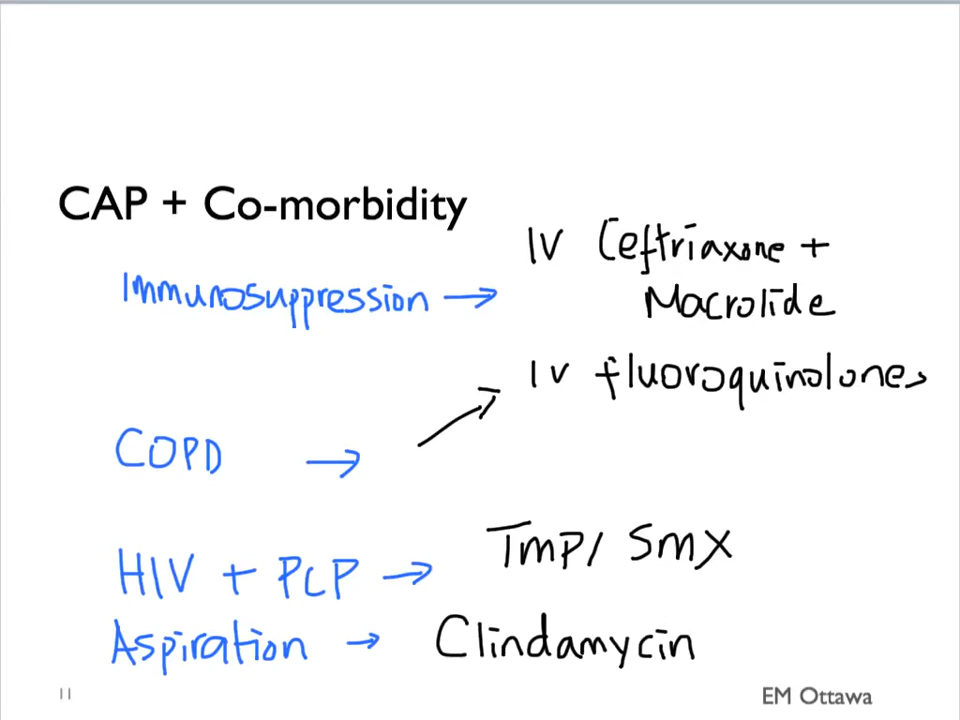 CAP + Co-morbidity
IV Ceftriaxone +
Immunosuppression → Macrolide
IV fluoroquinolones
COPD →
HIV + PCP → TMP/ SMX
Aspiration → Clindamycin
11
EM Ottawa